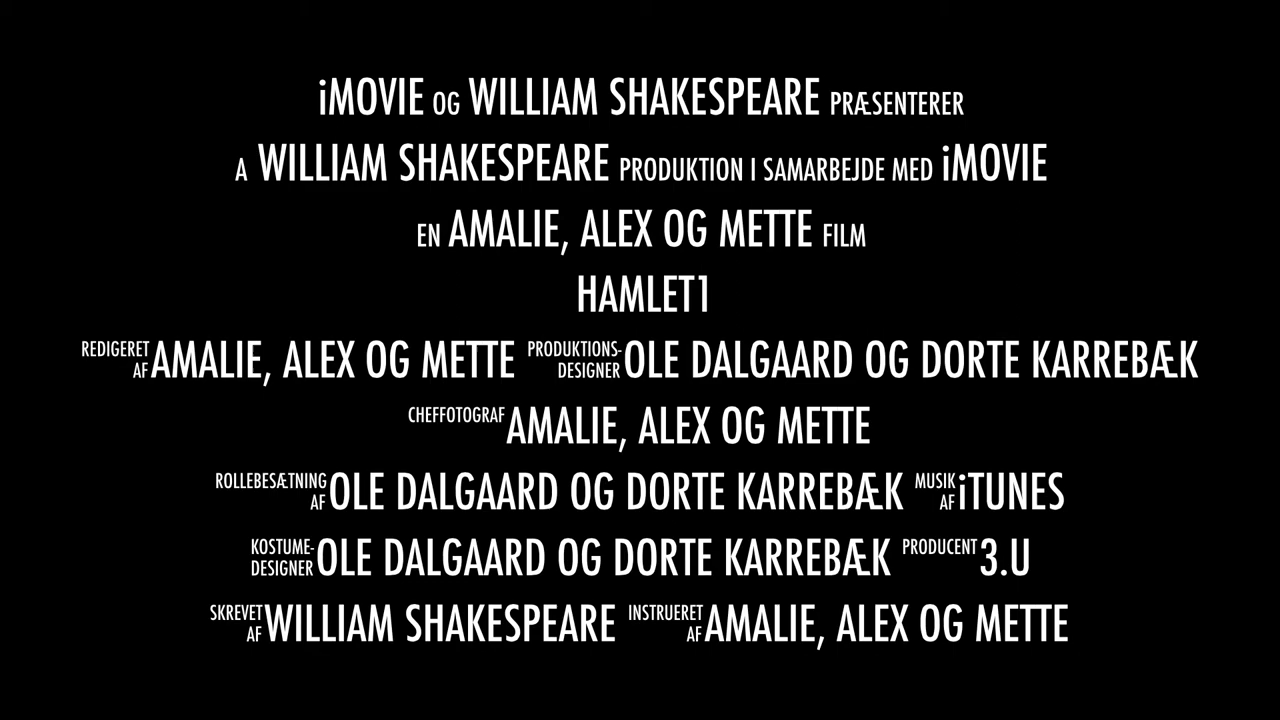 iMOVIE OG WILLIAM SHAKESPEARE PRÆSENTERER
A WILLIAM SHAKESPEARE PRODUKTION I SAMARBEJDE MED iMOVIE
EN AMALIE, ALEX OG METTE FILM
HAMLET1
REDIGERET AF AMALIE, ALEX OG METTE PRODUKTIONS-DESIGNER OLE DALGAARD OG DORTE KARREBÆK
CHEFFOTOGRAF AMALIE, ALEX OG METTE
ROLLEBESÆTNING AF OLE DALGAARD OG DORTE KARREBÆK MUSIK AF iTUNES
KOSTUME-DESIGNER OLE DALGAARD OG DORTE KARREBÆK PRODUCENT 3.U
SKREVET AF WILLIAM SHAKESPEARE INSTRUERET AF AMALIE, ALEX OG METTE